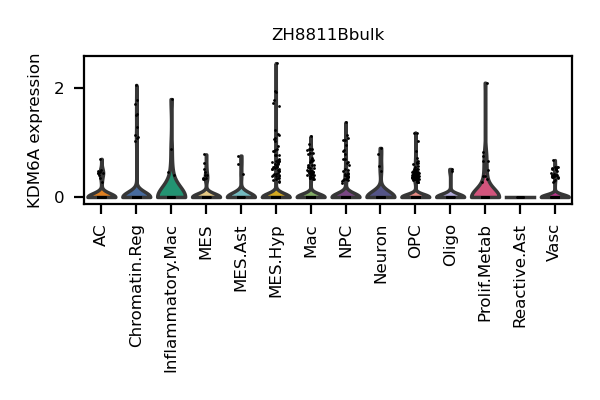 ZH8811Bbulk
KDM6A expression
2
0
AC
Chromatin.Reg
Inflammatory.Mac
MES
MES.Ast
MES.Hyp
Mac
NPC
Neuron
OPC
Oligo
Prolif.Metab
Reactive.Ast
Vasc